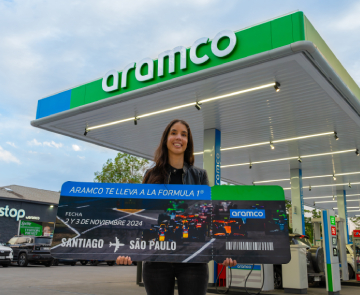 aramco
stop
ARAMCO TE LLEVA A LA FORMULA 1®
FECHA
2 Y 3 DE NOVIEMBRE 2024
aramco
SANTIAGO ✈ SÃO PAULO